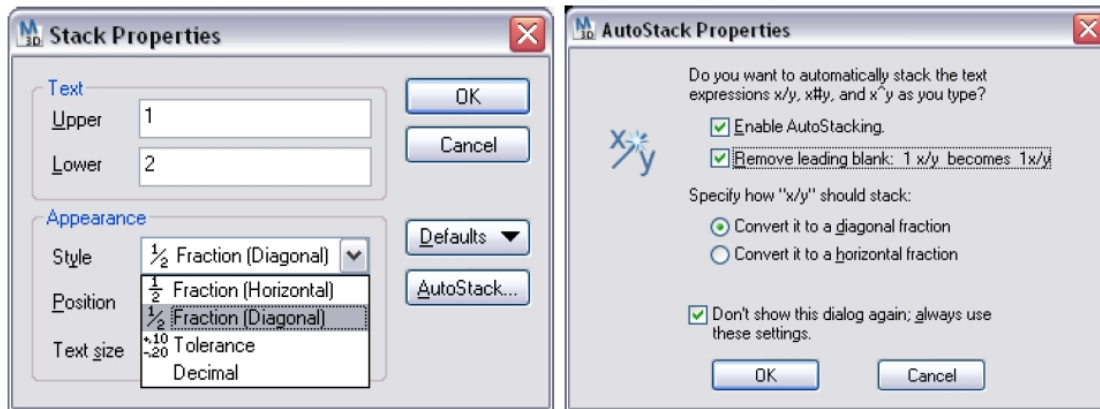 Stack Properties
Text
Upper 1
Lower 2
OK
Cancel
Appearance
Style 1/2 Fraction (Diagonal)
Position
Text size
1/2 Fraction (Horizontal)
1/2 Fraction (Diagonal)
+.10 -.20 Tolerance
Decimal
Defaults
AutoStack...
AutoStack Properties
Do you want to automatically stack the text
expressions x/y, x#y, and x^y as you type?
x/y
Enable AutoStacking.
Remove leading blank: 1 x/y becomes 1x/y
Specify how "x/y" should stack:
Convert it to a diagonal fraction
Convert it to a horizontal fraction
Don't show this dialog again; always use
these settings.
OK
Cancel